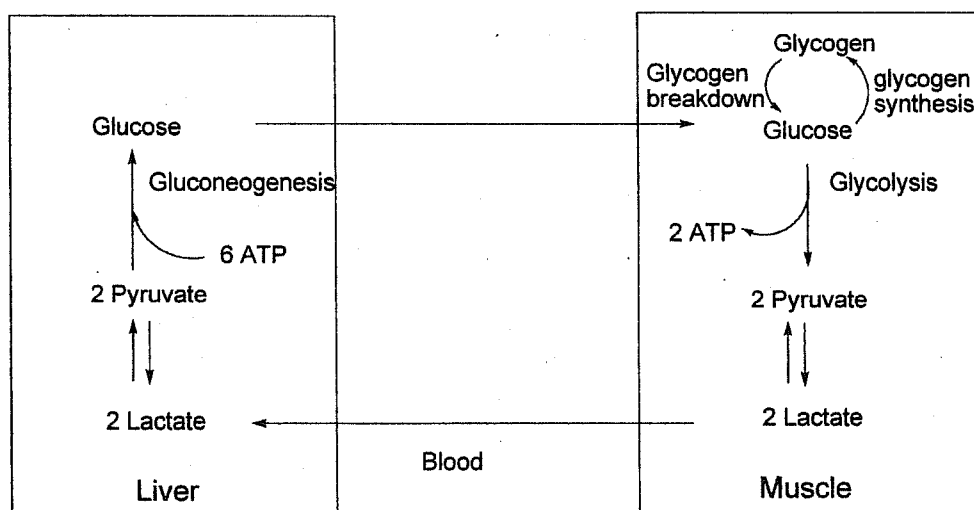 Glycogen
Glycogen
breakdown
glycogen
synthesis
Glucose
Glucose
Gluconeogenesis
Glycolysis
6 ATP
2 ATP
2 Pyruvate
2 Pyruvate
2 Lactate
2 Lactate
Blood
Liver
Muscle